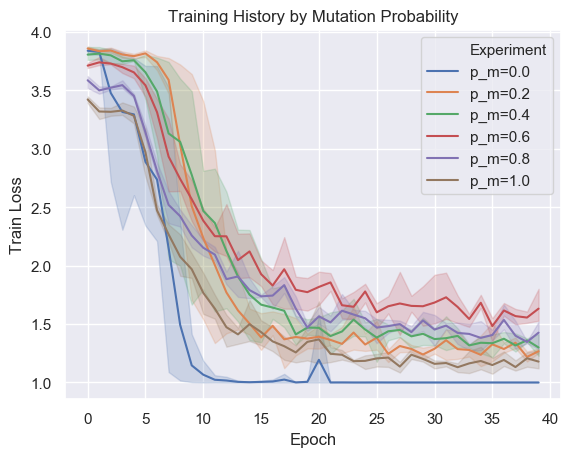 Training History by Mutation Probability
Train Loss
4.0
3.5
3.0
2.5
2.0
1.5
1.0
Experiment
p_m=0.0
p_m=0.2
p_m=0.4
p_m=0.6
p_m=0.8
p_m=1.0
0 5 10 15 20 25 30 35 40
Epoch